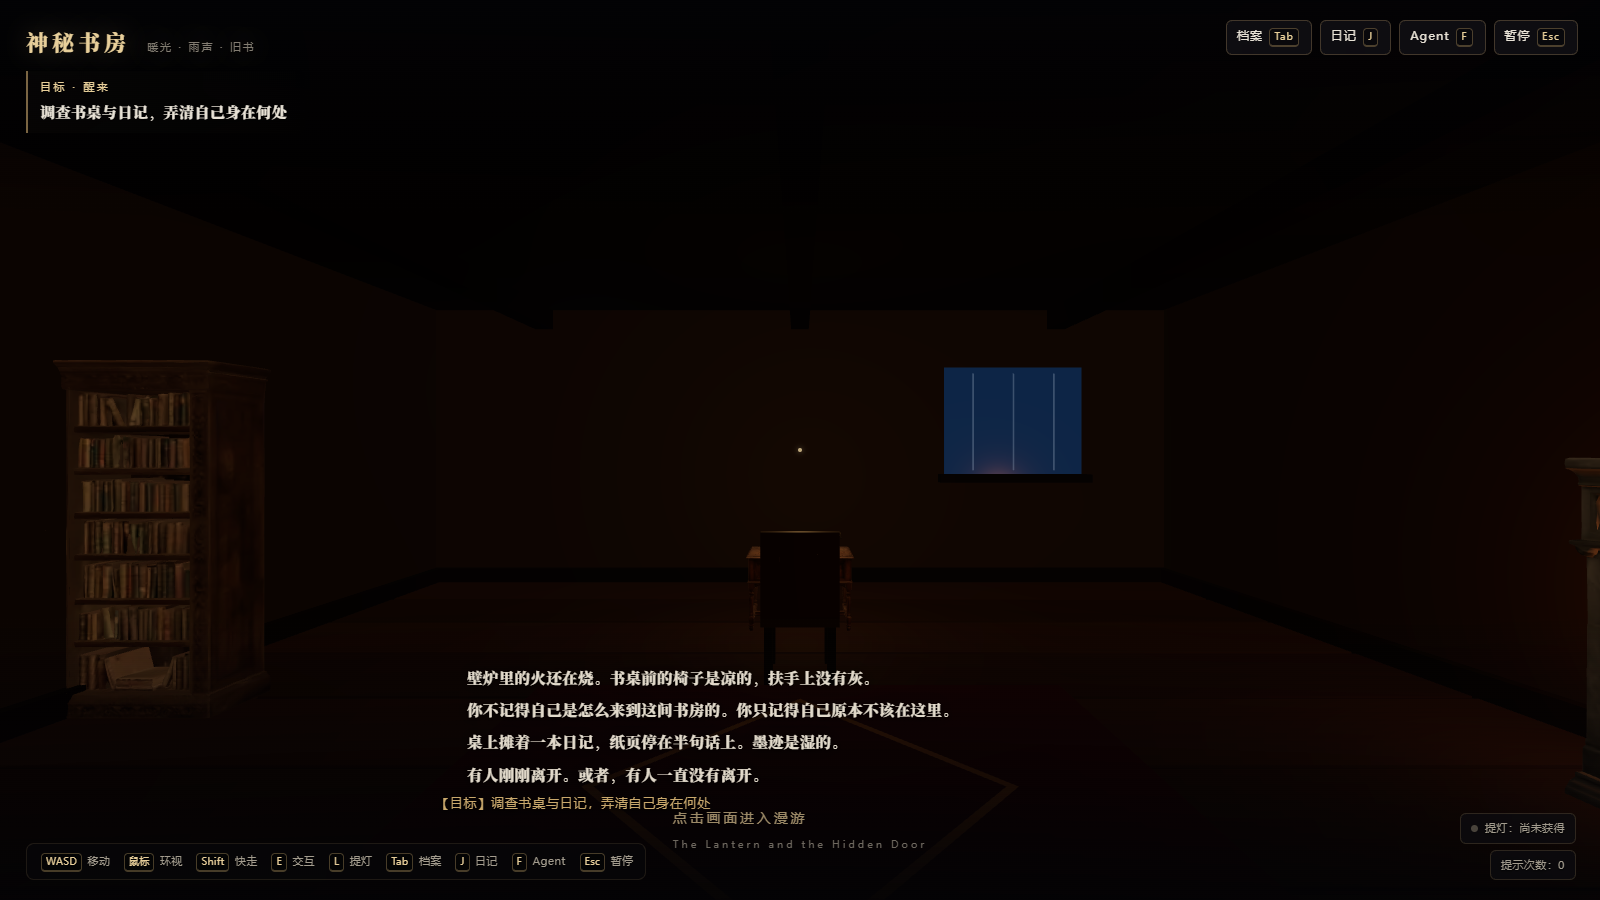 神秘书房 暖光 · 雨声 · 旧书
档案 Tab 日记 J Agent F 暂停 Esc
目标 · 醒来
调查书桌与日记，弄清自己身在何处
壁炉里的火还在烧。书桌前的椅子是凉的，扶手上没有灰。
你不记得自己是怎么来到这间书房的。你只记得自己原本不该在这里。
桌上摊着一本日记，纸页停在半句话上。墨迹是湿的。
有人刚刚离开。或者，有人一直没有离开。
【目标】调查书桌与日记，弄清自己身在何处
点击画面进入漫游
The Lantern and the Hidden Door
提灯：尚未获得
WASD 移动 鼠标 环视 Shift 快走 E 交互 L 提灯 Tab 档案 J 日记 F Agent Esc 暂停
提示次数：0